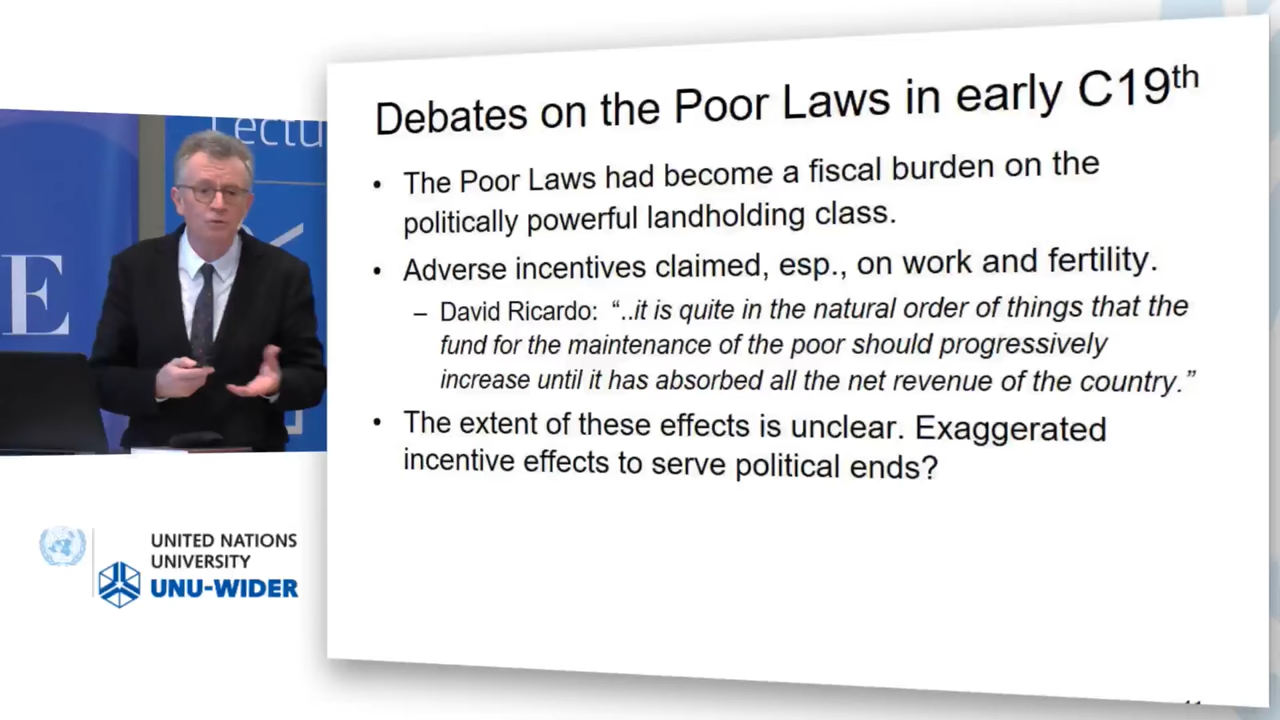 Debates on the Poor Laws in early C19th
• The Poor Laws had become a fiscal burden on the
politically powerful landholding class.
• Adverse incentives claimed, esp., on work and fertility.
– David Ricardo: “..it is quite in the natural order of things that the
fund for the maintenance of the poor should progressively
increase until it has absorbed all the net revenue of the country.”
• The extent of these effects is unclear. Exaggerated
incentive effects to serve political ends?
E
UNITED NATIONS
UNIVERSITY
UNU-WIDER